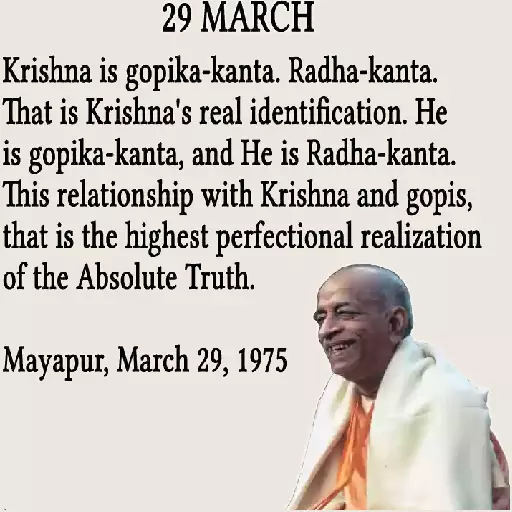 29 MARCH
Krishna is gopika-kanta. Radha-kanta.
That is Krishna's real identification. He
is gopika-kanta, and He is Radha-kanta.
This relationship with Krishna and gopis,
that is the highest perfectional realization
of the Absolute Truth.
Mayapur, March 29, 1975